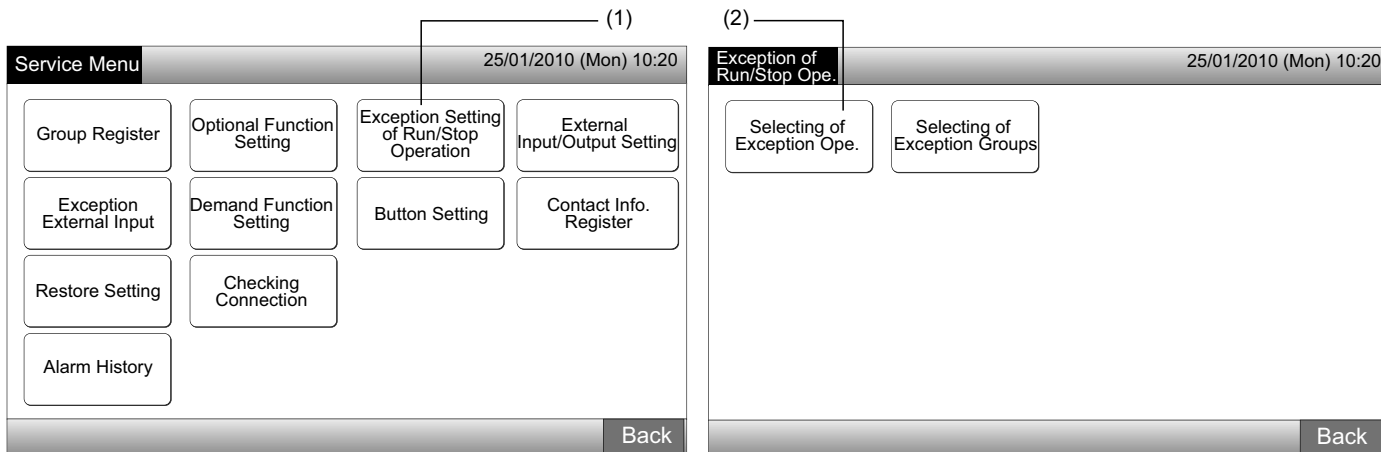 (1)
(2)
Service Menu
25/01/2010 (Mon) 10:20
Group Register
Optional Function
Setting
Exception Setting
of Run/Stop
Operation
External
Input/Output Setting
Exception
External Input
Demand Function
Setting
Button Setting
Contact Info.
Register
Restore Setting
Checking
Connection
Alarm History
Back
Exception of
Run/Stop Ope.
25/01/2010 (Mon) 10:20
Selecting of
Exception Ope.
Selecting of
Exception Groups
Back